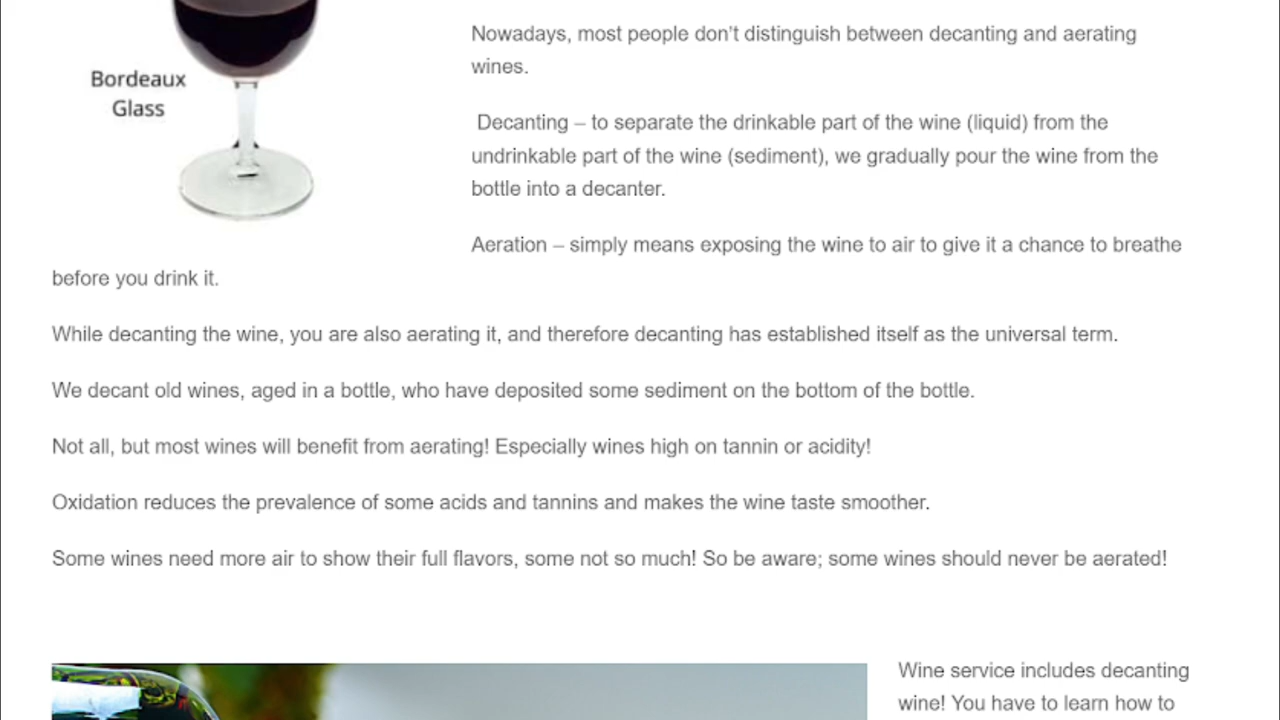 Bordeaux
Glass
Nowadays, most people don't distinguish between decanting and aerating
wines.
Decanting – to separate the drinkable part of the wine (liquid) from the
undrinkable part of the wine (sediment), we gradually pour the wine from the
bottle into a decanter.
Aeration – simply means exposing the wine to air to give it a chance to breathe
before you drink it.
While decanting the wine, you are also aerating it, and therefore decanting has established itself as the universal term.
We decant old wines, aged in a bottle, who have deposited some sediment on the bottom of the bottle.
Not all, but most wines will benefit from aerating! Especially wines high on tannin or acidity!
Oxidation reduces the prevalence of some acids and tannins and makes the wine taste smoother.
Some wines need more air to show their full flavors, some not so much! So be aware; some wines should never be aerated!
Wine service includes decanting
wine! You have to learn how to